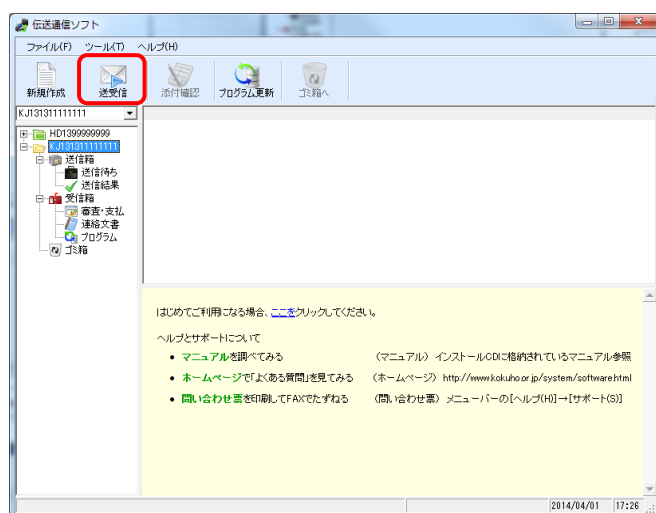 伝送通信ソフト
ファイル(F) ツール(T) ヘルプ(H)
新規作成 送受信 添付確認 プログラム更新 ゴミ箱へ
KJ131311111111
HD1399999999
KJ131311111111
送信箱
送信待ち
送信結果
受信箱
審査・支払
連絡文書
プログラム
ゴミ箱
はじめてご利用になる場合、ここをクリックしてください。
ヘルプとサポートについて
• マニュアルを調べてみる (マニュアル) インストールCDに格納されているマニュアル参照
• ホームページで「よくある質問」を見てみる (ホームページ) http://www.kokuho.or.jp/system/software.html
• 問い合わせ票を印刷してFAXでたずねる (問い合わせ票) メニューバーの[ヘルプ(H)]→[サポート(S)]
2014/04/01 17:26